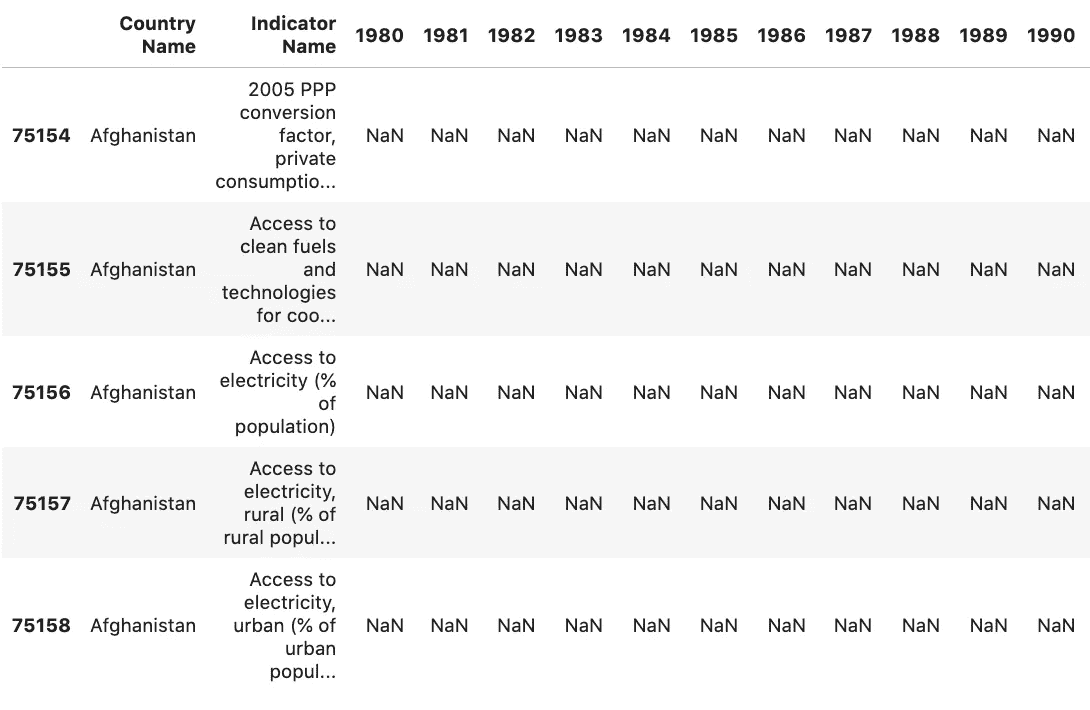 Country Name Indicator Name 1980 1981 1982 1983 1984 1985 1986 1987 1988 1989 1990
75154 Afghanistan 2005 PPP conversion factor, private consumptio... NaN NaN NaN NaN NaN NaN NaN NaN NaN NaN NaN
75155 Afghanistan Access to clean fuels and technologies for coo... NaN NaN NaN NaN NaN NaN NaN NaN NaN NaN NaN
75156 Afghanistan Access to electricity (% of population) NaN NaN NaN NaN NaN NaN NaN NaN NaN NaN NaN
75157 Afghanistan Access to electricity, rural (% of rural popul... NaN NaN NaN NaN NaN NaN NaN NaN NaN NaN NaN
75158 Afghanistan Access to electricity, urban (% of urban popul... NaN NaN NaN NaN NaN NaN NaN NaN NaN NaN NaN